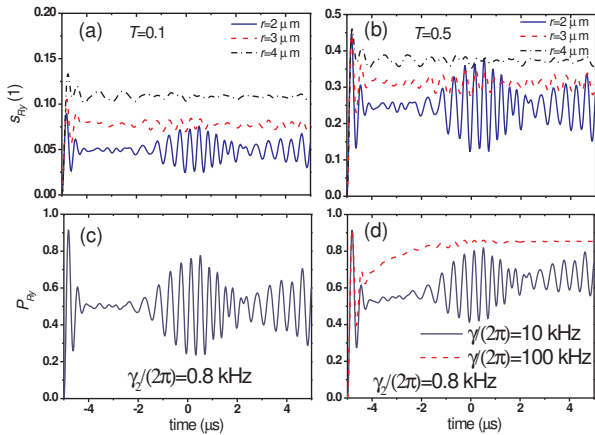 (a) T=0.1
r=2 μm
r=3 μm
r=4 μm
0.20
0.15
0.10
0.05
0.00
s_Ry (1)
(b) T=0.5
r=2 μm
r=3 μm
r=4 μm
0.5
0.4
0.3
0.2
0.1
0.0
(c)
1.0
0.8
0.6
0.4
0.2
0.0
P_Ry
γ₂/(2π)=0.8 kHz
-4 -2 0 2 4
time (μs)
(d)
1.0
0.8
0.6
0.4
0.2
0.0
γ/(2π)=10 kHz
γ/(2π)=100 kHz
γ₂/(2π)=0.8 kHz
-4 -2 0 2 4
time (μs)